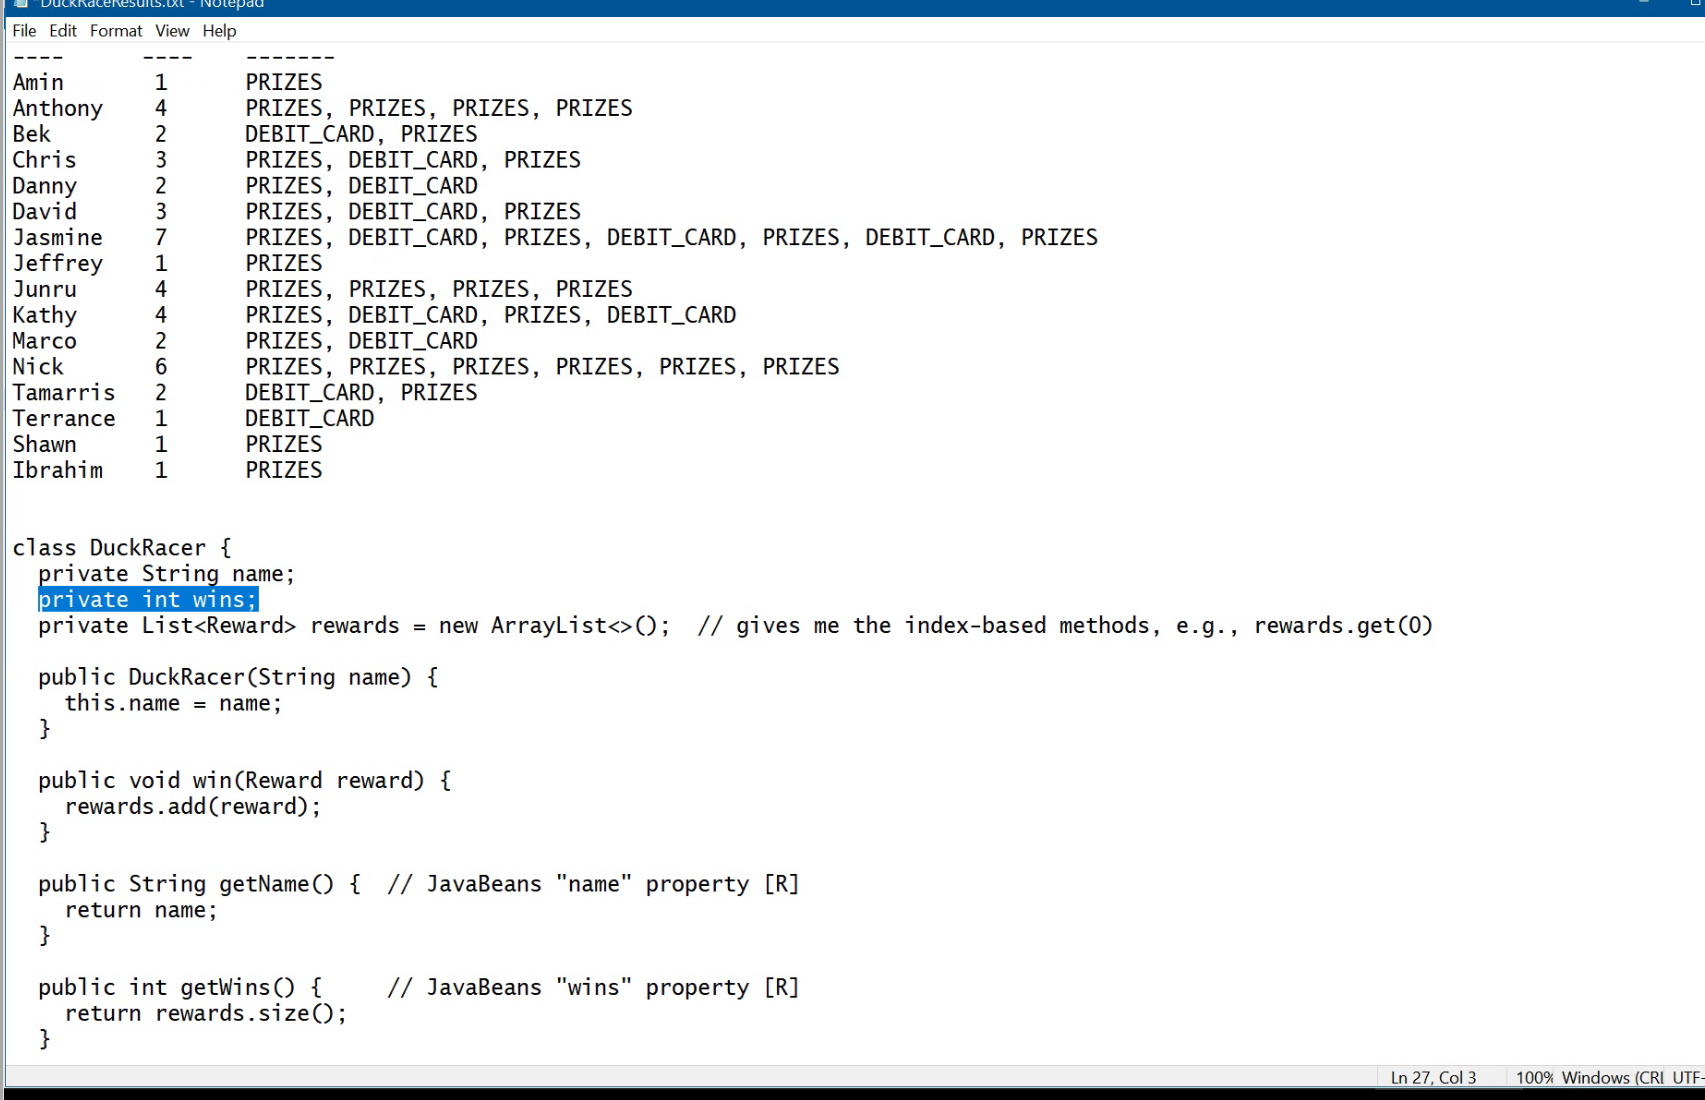 *DuckRaceResults.txt - Notepad
File Edit Format View Help
----      ----    -------
Amin       1      PRIZES
Anthony    4      PRIZES, PRIZES, PRIZES, PRIZES
Bek        2      DEBIT_CARD, PRIZES
Chris      3      PRIZES, DEBIT_CARD, PRIZES
Danny      2      PRIZES, DEBIT_CARD
David      3      PRIZES, DEBIT_CARD, PRIZES
Jasmine    7      PRIZES, DEBIT_CARD, PRIZES, DEBIT_CARD, PRIZES, DEBIT_CARD, PRIZES
Jeffrey    1      PRIZES
Junru      4      PRIZES, PRIZES, PRIZES, PRIZES
Kathy      4      PRIZES, DEBIT_CARD, PRIZES, DEBIT_CARD
Marco      2      PRIZES, DEBIT_CARD
Nick       6      PRIZES, PRIZES, PRIZES, PRIZES, PRIZES, PRIZES
Tamarris   2      DEBIT_CARD, PRIZES
Terrance   1      DEBIT_CARD
Shawn      1      PRIZES
Ibrahim    1      PRIZES
class DuckRacer {
  private String name;
  private int wins;
  private List<Reward> rewards = new ArrayList<>();  // gives me the index-based methods, e.g., rewards.get(0)
  public DuckRacer(String name) {
    this.name = name;
  }
  public void win(Reward reward) {
    rewards.add(reward);
  }
  public String getName() {  // JavaBeans "name" property [R]
    return name;
  }
  public int getWins() {     // JavaBeans "wins" property [R]
    return rewards.size();
  }
Ln 27, Col 3 100% Windows (CRL UTF-